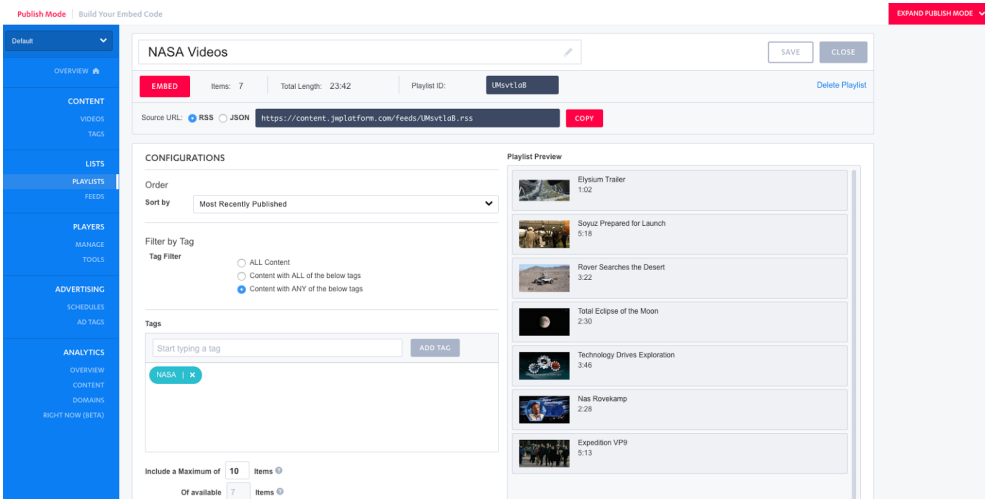 Publish Mode | Build Your Embed Code
EXPAND PUBLISH MODE
Default
OVERVIEW
CONTENT
VIDEOS
TAGS
LISTS
PLAYLISTS
FEEDS
PLAYERS
MANAGE
TOOLS
ADVERTISING
SCHEDULES
AD TAGS
ANALYTICS
OVERVIEW
CONTENT
DOMAINS
RIGHT NOW (BETA)
NASA Videos
SAVE
CLOSE
EMBED
Items: 7
Total Length: 23:42
Playlist ID:
UMsvtlaB
Delete Playlist
Source URL: RSS JSON
https://content.jwplatform.com/feeds/UMsvtlaB.rss
COPY
CONFIGURATIONS
Order
Sort by Most Recently Published
Filter by Tag
Tag Filter
ALL Content
Content with ALL of the below tags
Content with ANY of the below tags
Tags
Start typing a tag
ADD TAG
NASA | ×
Include a Maximum of 10 Items ?
Of available 7 Items ?
Playlist Preview
Elysium Trailer
1:02
Soyuz Prepared for Launch
5:18
Rover Searches the Desert
3:22
Total Eclipse of the Moon
2:30
Technology Drives Exploration
3:46
Nas Rovekamp
2:28
Expedition VP9
5:13